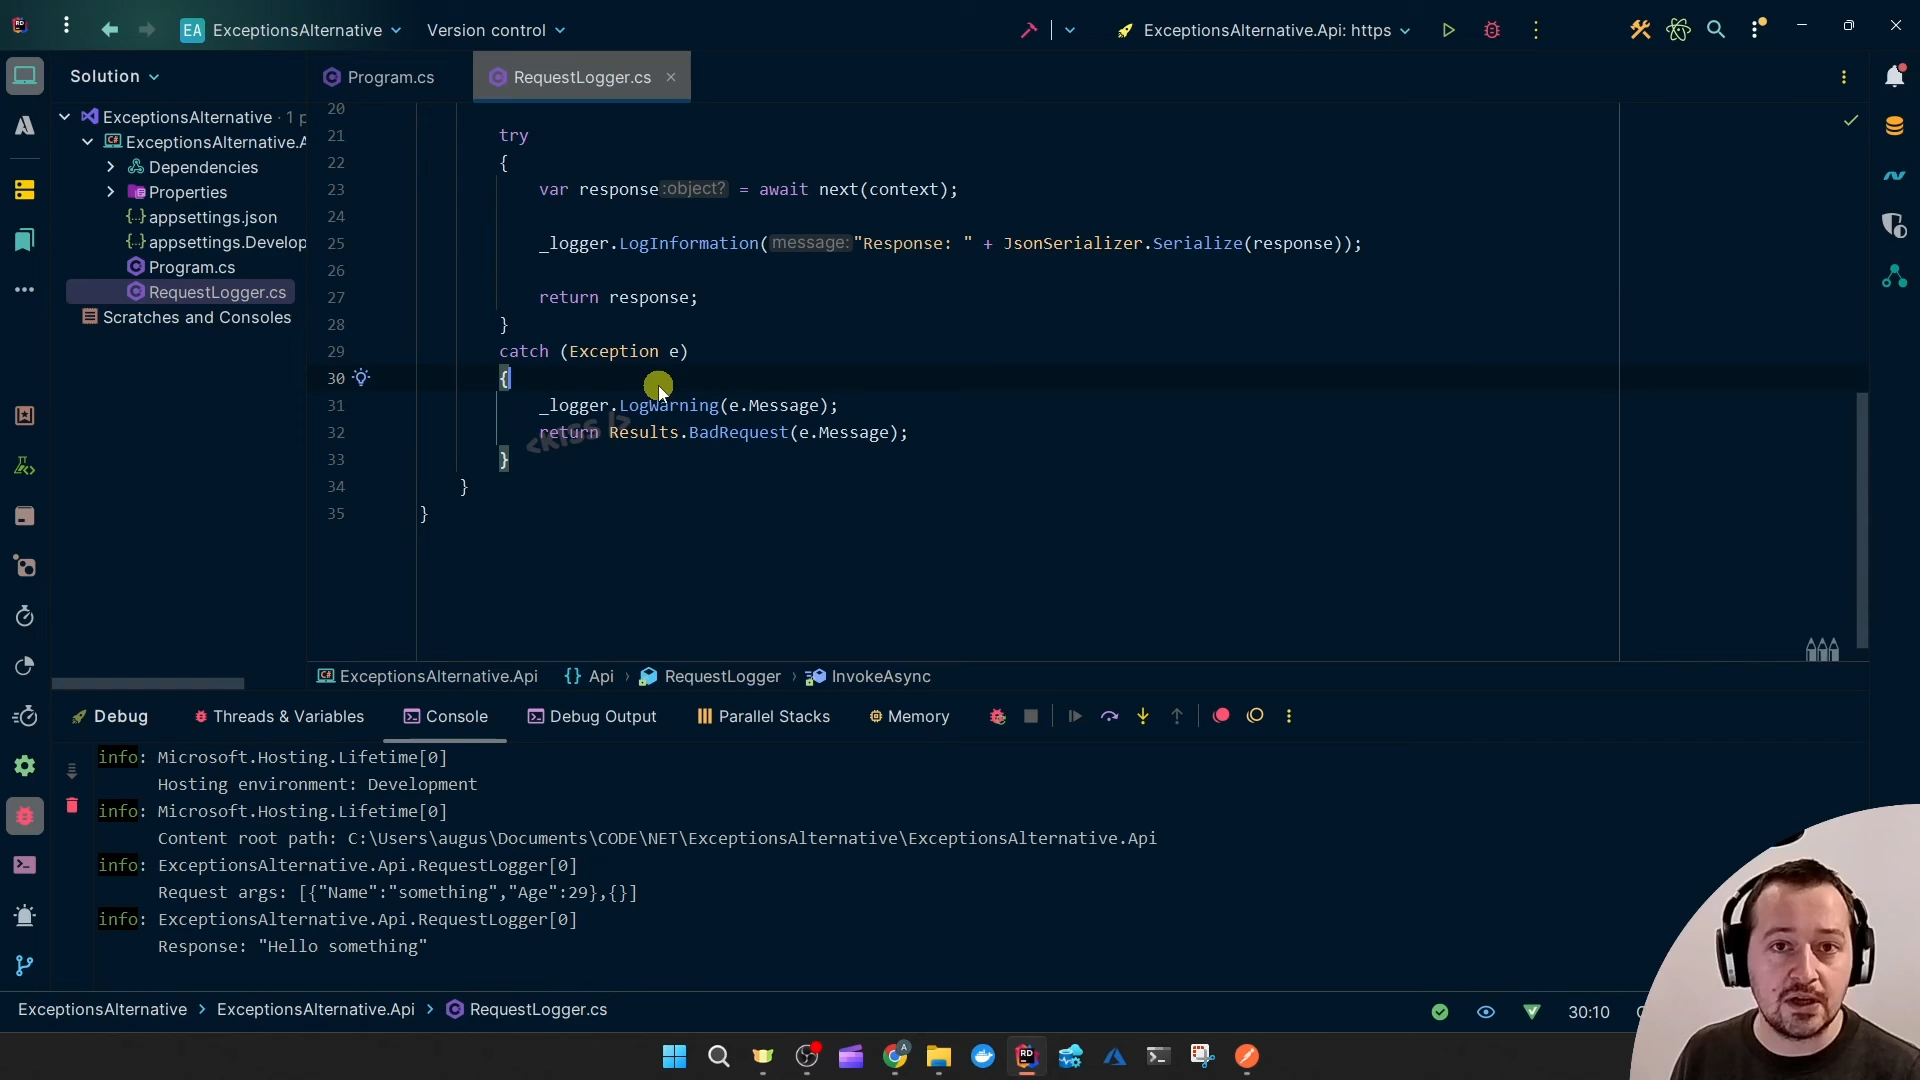 EA ExceptionsAlternative
Version control
ExceptionsAlternative.Api: https
Solution
Program.cs
RequestLogger.cs
ExceptionsAlternative · 1 p
ExceptionsAlternative.A
Dependencies
Properties
appsettings.json
appsettings.Develop
Program.cs
RequestLogger.cs
Scratches and Consoles
20
21 try
22 {
23 var response :object? = await next(context);
24
25 _logger.LogInformation( message: "Response: " + JsonSerializer.Serialize(response));
26
27 return response;
28 }
29 catch (Exception e)
30 {
31 _logger.LogWarning(e.Message);
32 return Results.BadRequest(e.Message);
<KISS />
33 }
34 }
35 }
ExceptionsAlternative.Api {} Api › RequestLogger › InvokeAsync
Debug
Threads & Variables
Console
Debug Output
Parallel Stacks
Memory
info: Microsoft.Hosting.Lifetime[0]
Hosting environment: Development
info: Microsoft.Hosting.Lifetime[0]
Content root path: C:\Users\augus\Documents\CODE\NET\ExceptionsAlternative\ExceptionsAlternative.Api
info: ExceptionsAlternative.Api.RequestLogger[0]
Request args: [{"Name":"something","Age":29},{}]
info: ExceptionsAlternative.Api.RequestLogger[0]
Response: "Hello something"
ExceptionsAlternative › ExceptionsAlternative.Api › RequestLogger.cs
30:10